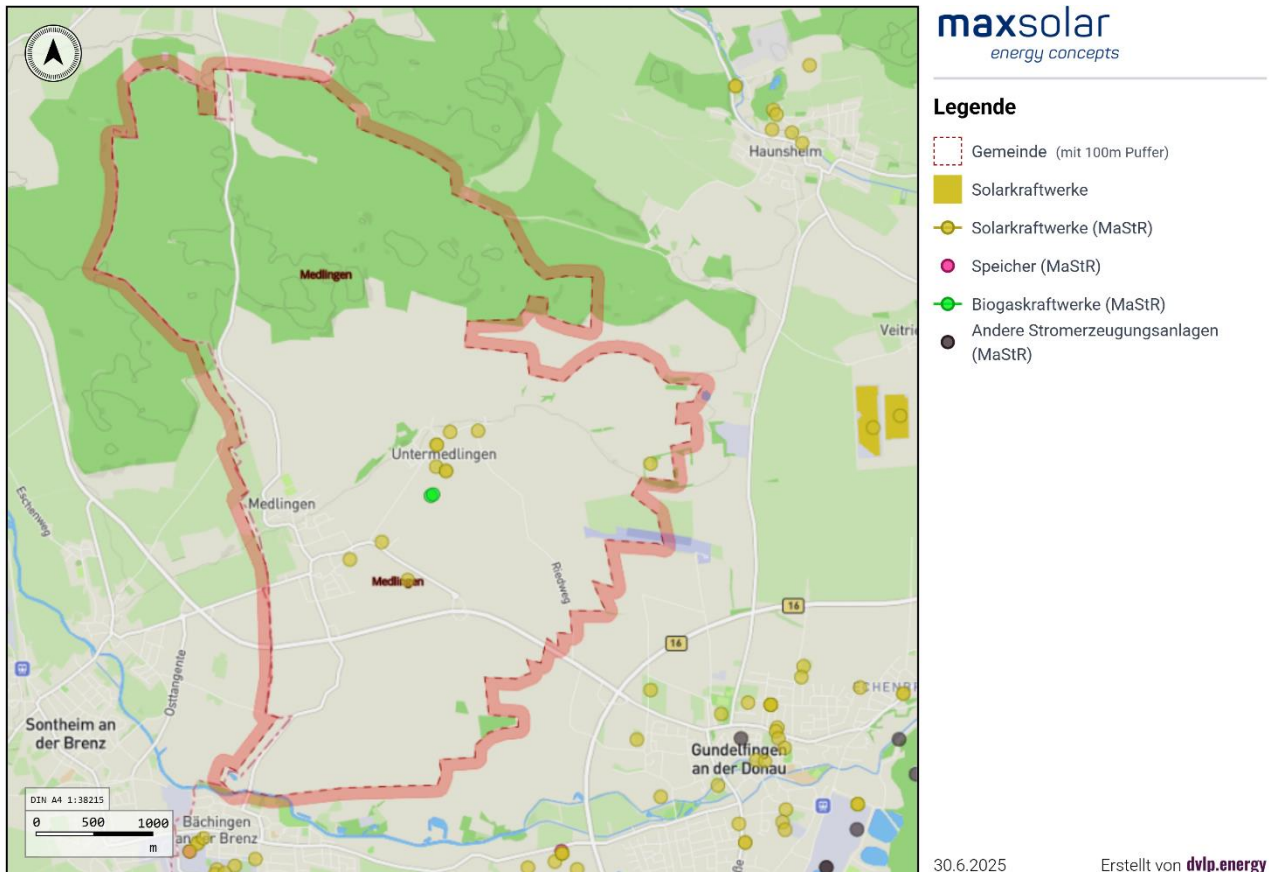 maxsolar
energy concepts
Legende
Gemeinde (mit 100m Puffer)
Solarkraftwerke
Solarkraftwerke (MaStR)
Speicher (MaStR)
Biogaskraftwerke (MaStR)
Andere Stromerzeugungsanlagen
(MaStR)
Haunsheim
Medlingen
Untermedlingen
Medlingen
Eschenweg
Medlingen
Riedweg
16
16
Osttangente
Sontheim an
der Brenz
Gundelfingen
an der Donau
DIN A4 1:38215
0 500 1000
m
Bächingen
an der Brenz
30.6.2025
Erstellt von dvlp.energy